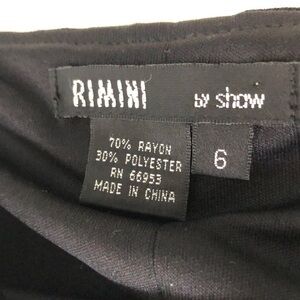 RIMINI by shaw
70% RAYON
30% POLYESTER
RN 66953
MADE IN CHINA
6